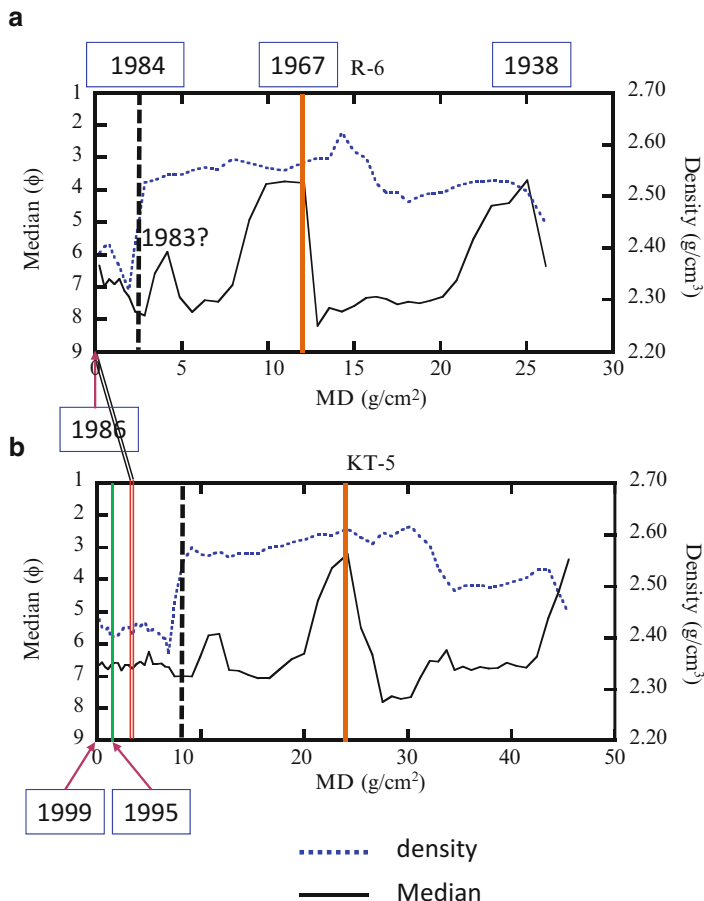 a
1984 1967 R-6 1938
1 2.70
2
3 2.60
4
5 2.50
6 1983? 2.40
7
8 2.30
9 2.20
Median (ϕ)
Density (g/cm³)
0 5 10 15 20 25 30
MD (g/cm²)
1986
b
KT-5
1 2.70
2
3 2.60
4
5 2.50
6 2.40
7
8 2.30
9 2.20
Median (ϕ)
Density (g/cm³)
0 10 20 30 40 50
MD (g/cm²)
1999 1995
density
Median